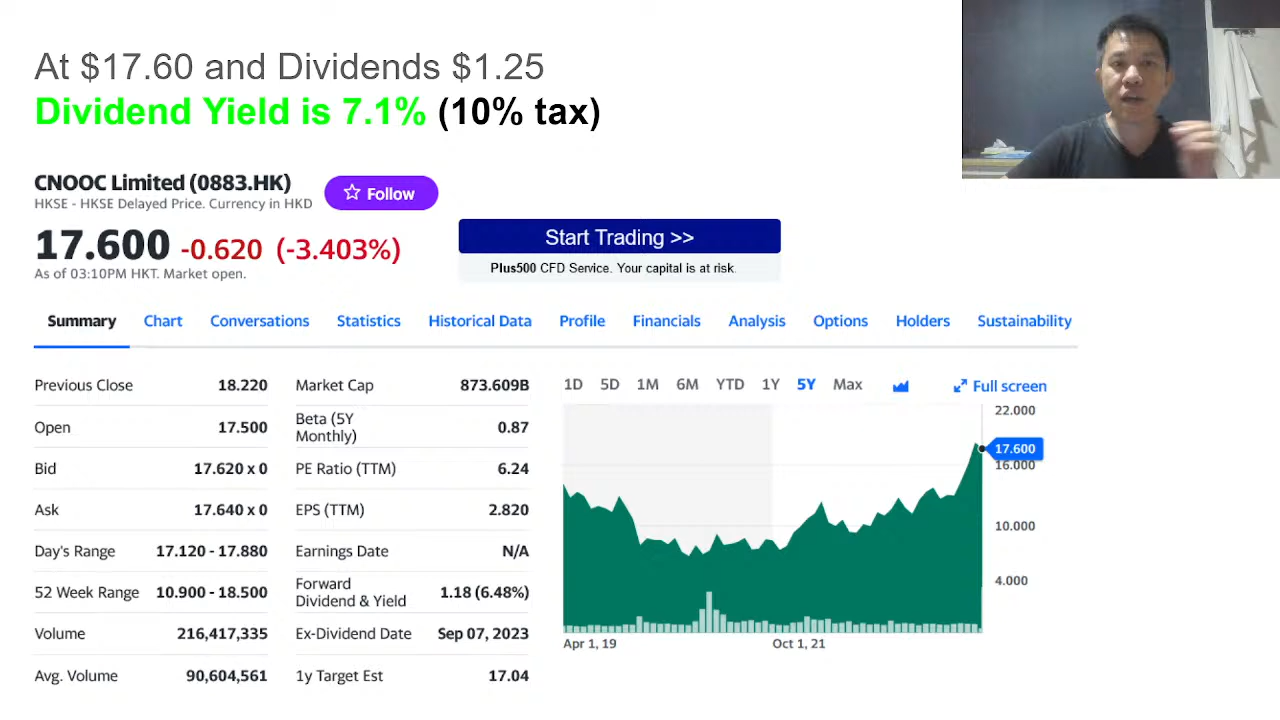 At $17.60 and Dividends $1.25
Dividend Yield is 7.1% (10% tax)
CNOOC Limited (0883.HK)
Follow
HKSE - HKSE Delayed Price. Currency in HKD
17.600 -0.620 (-3.403%)
As of 03:10PM HKT. Market open.
Start Trading >>
Plus500 CFD Service. Your capital is at risk.
Summary Chart Conversations Statistics Historical Data Profile Financials Analysis Options Holders Sustainability
Previous Close 18.220
Open 17.500
Bid 17.620 x 0
Ask 17.640 x 0
Day's Range 17.120 - 17.880
52 Week Range 10.900 - 18.500
Volume 216,417,335
Avg. Volume 90,604,561
Market Cap 873.609B
Beta (5Y
Monthly) 0.87
PE Ratio (TTM) 6.24
EPS (TTM) 2.820
Earnings Date N/A
Forward
Dividend & Yield 1.18 (6.48%)
Ex-Dividend Date Sep 07, 2023
1y Target Est 17.04
1D 5D 1M 6M YTD 1Y 5Y Max Full screen
22.000
17.600
16.000
10.000
4.000
Apr 1, 19 Oct 1, 21